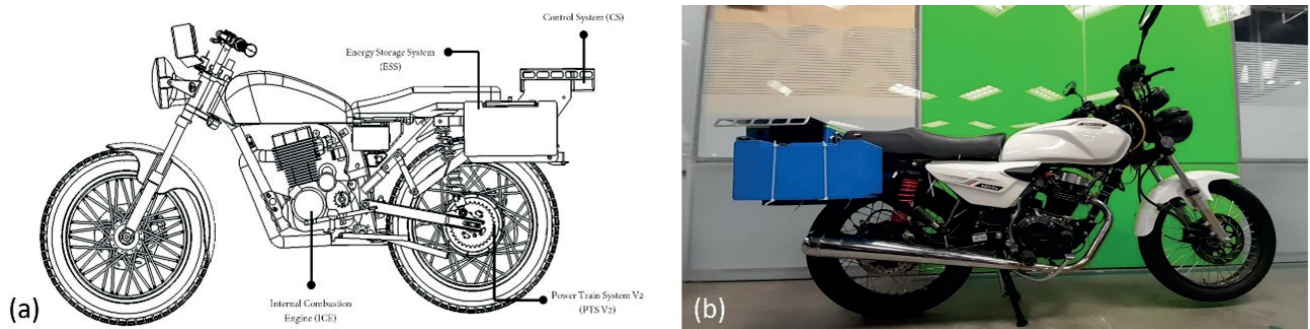 Control System (CS)
Energy Storage System
(ESS)
Internal Combustion
Engine (ICE)
Power Train System V2
(PTS V2)
(a)
(b)